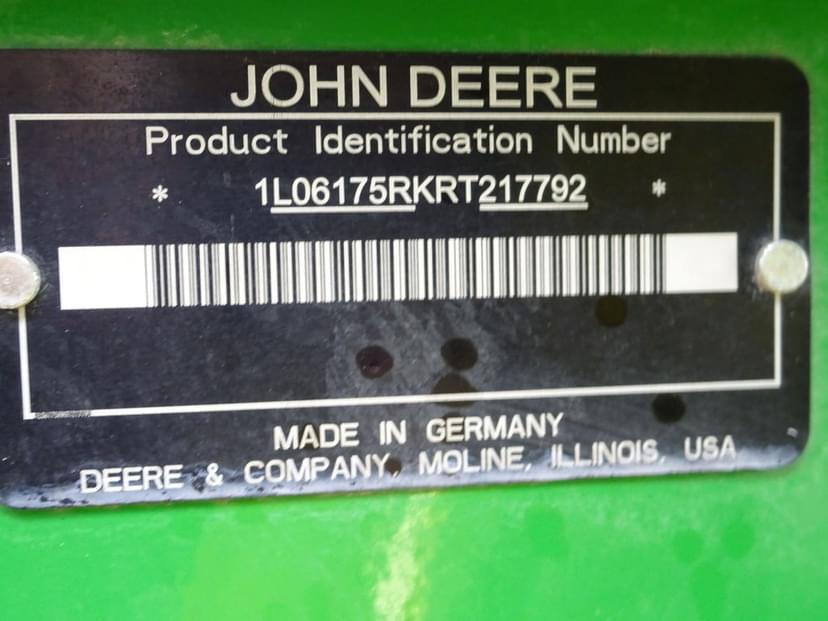 JOHN DEERE
Product Identification Number
* 1L06175RKRT217792 *
MADE IN GERMANY
DEERE & COMPANY, MOLINE, ILLINOIS, USA